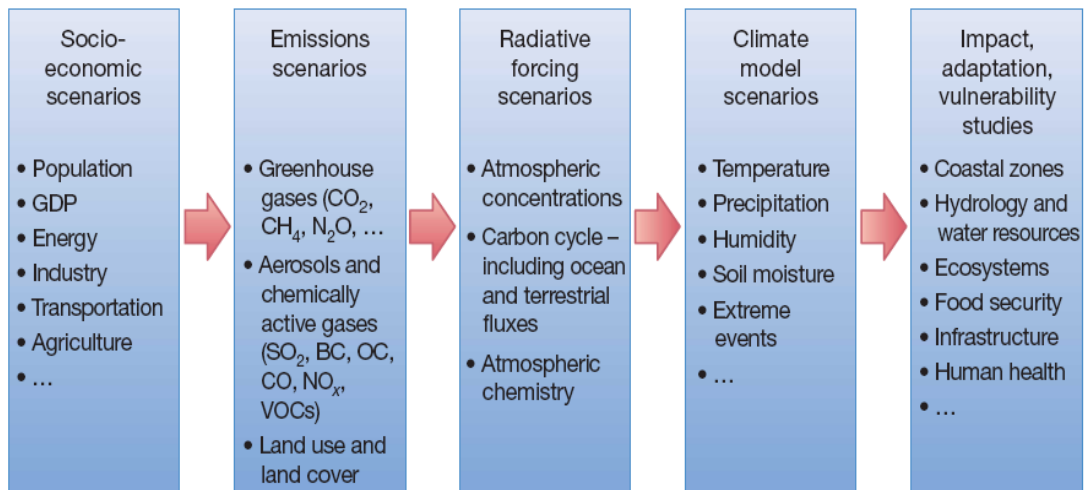 Socio-
economic
scenarios
• Population
• GDP
• Energy
• Industry
• Transportation
• Agriculture
• …
Emissions
scenarios
• Greenhouse
gases (CO₂,
CH₄, N₂O, …
• Aerosols and
chemically
active gases
(SO₂, BC, OC,
CO, NOₓ,
VOCs)
• Land use and
land cover
Radiative
forcing
scenarios
• Atmospheric
concentrations
• Carbon cycle –
including ocean
and terrestrial
fluxes
• Atmospheric
chemistry
Climate
model
scenarios
• Temperature
• Precipitation
• Humidity
• Soil moisture
• Extreme
events
• …
Impact,
adaptation,
vulnerability
studies
• Coastal zones
• Hydrology and
water resources
• Ecosystems
• Food security
• Infrastructure
• Human health
• …